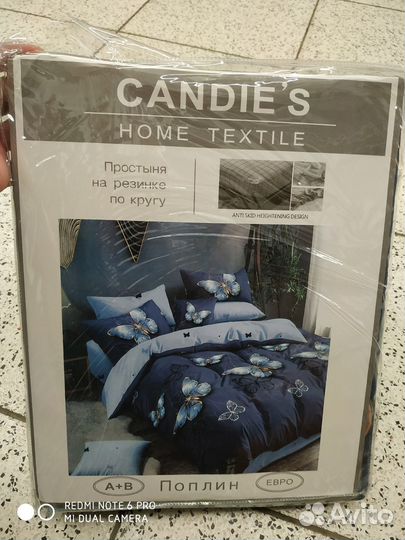 CANDIE'S
HOME TEXTILE
Простыня
на резинке
по кругу
ANTI SKID HEIGHTENING DESIGN
A+B Поплин ЕВРО
REDMI NOTE 6 PRO
MI DUAL CAMERA
Avito